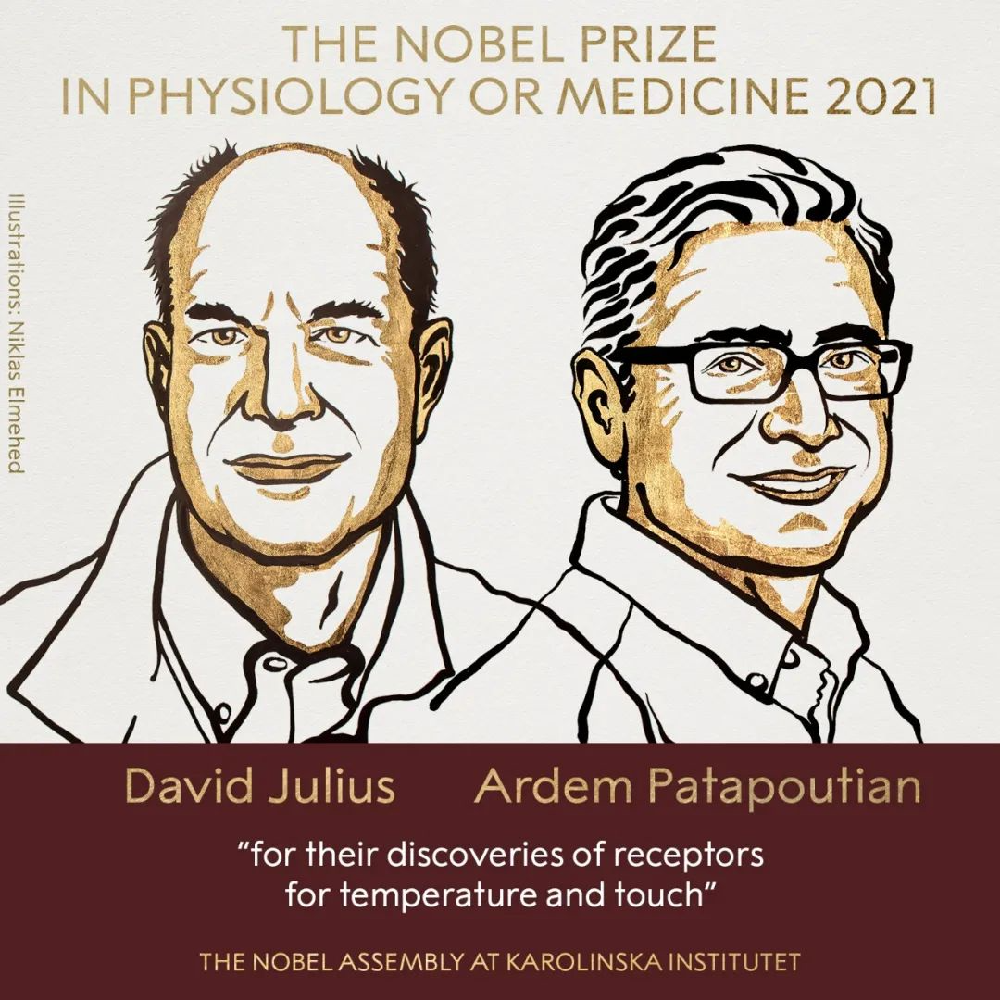 THE NOBEL PRIZE
IN PHYSIOLOGY OR MEDICINE 2021
Illustrations: Niklas Elmehed
David Julius
Ardem Patapoutian
“for their discoveries of receptors
for temperature and touch”
THE NOBEL ASSEMBLY AT KAROLINSKA INSTITUTET